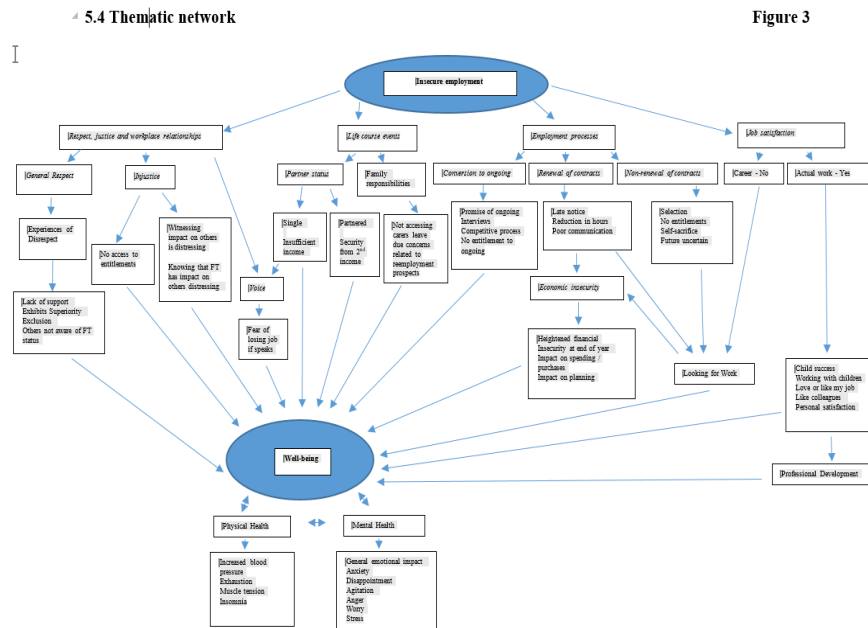 5.4 Thematic network
Figure 3
Insecure employment
Respect, justice and workplace relationships
Life course events
Employment processes
Job satisfaction
General Respect
Injustice
Partner status
Family
responsibilities
Conversion to ongoing
Renewal of contracts
Non-renewal of contracts
Career - No
Actual work - Yes
Experiences of
Disrespect
No access to
entitlements
Witnessing
impact on others
is distressing
Knowing that FT
has impact on
others distressing
Single
Insufficient
income
Partnered
Security
from 2nd
income
Not accessing
carers leave
due concerns
related to
reemployment
prospects
Promise of ongoing
Interviews
Competitive process
No entitlement to
ongoing
Late notice
Reduction in hours
Poor communication
Selection
No entitlements
Self-sacrifice
Future uncertain
Voice
Economic insecurity
Lack of support
Exhibits Superiority
Exclusion
Others not aware of FT
status
Fear of
losing job
if speaks
Heightened financial
Insecurity at end of year
Impact on spending /
purchases
Impact on planning
Looking for Work
Child success
Working with children
Love or like my job
Like colleagues
Personal satisfaction
Well-being
Professional Development
Physical Health
Mental Health
Increased blood
pressure
Exhaustion
Muscle tension
Insomnia
General emotional impact
Anxiety
Disappointment
Agitation
Anger
Worry
Stress